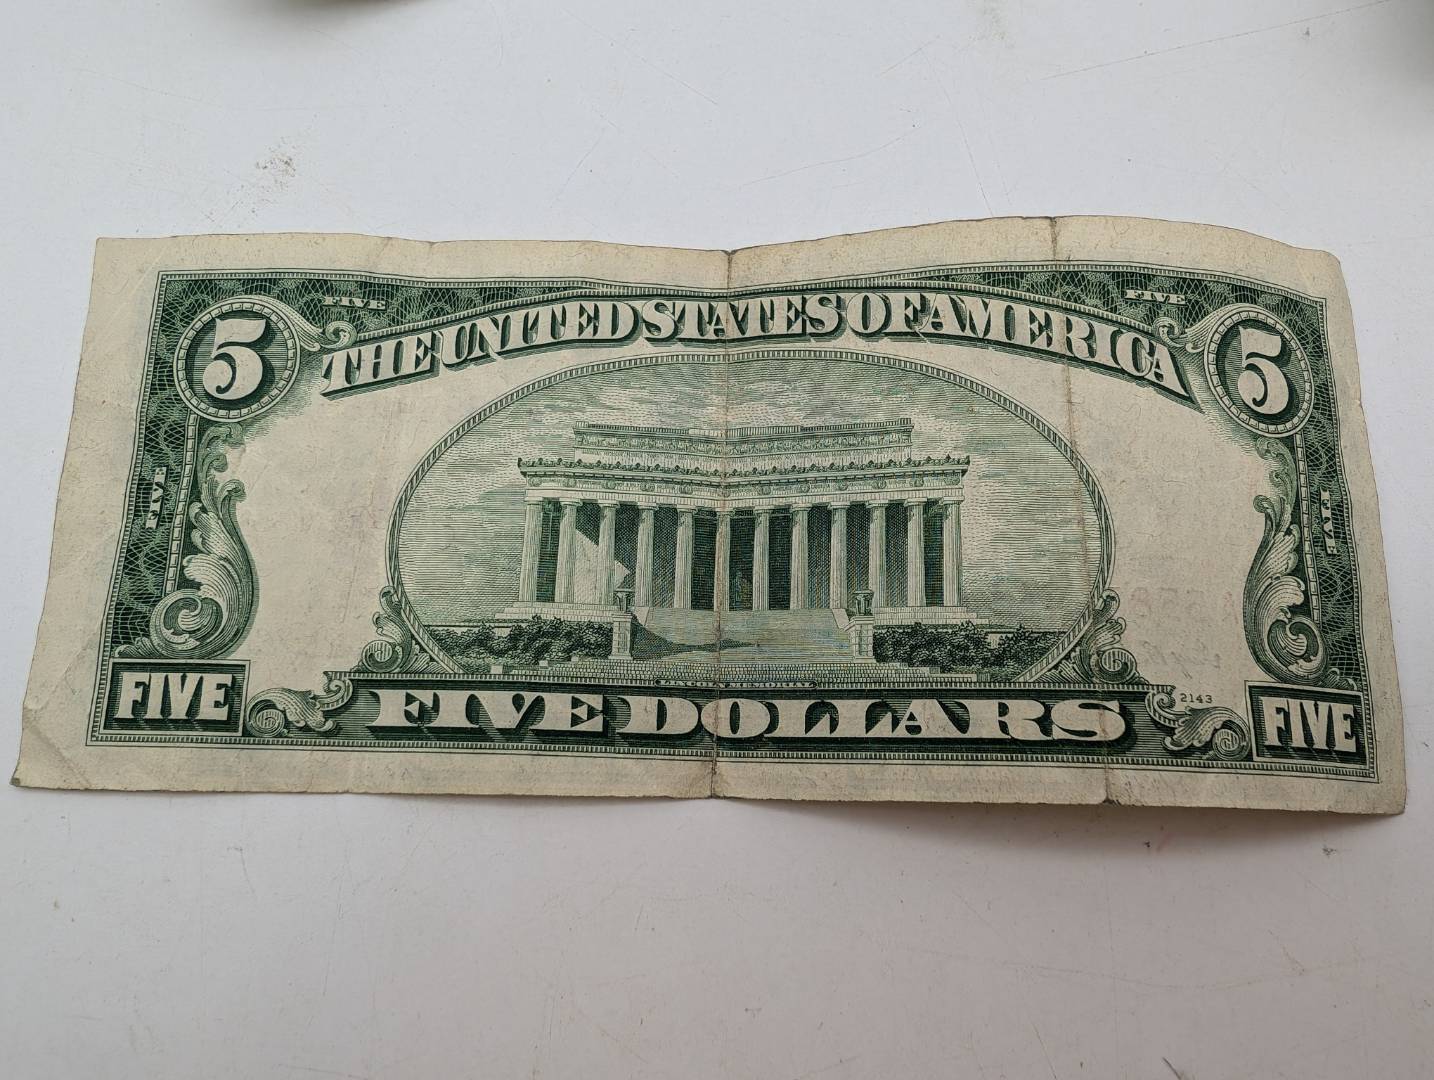 FIVE FIVE
5 THE UNITED STATES OF AMERICA 5
FIVE FIVE
LINCOLN MEMORIAL
2143
FIVE FIVE DOLLARS FIVE